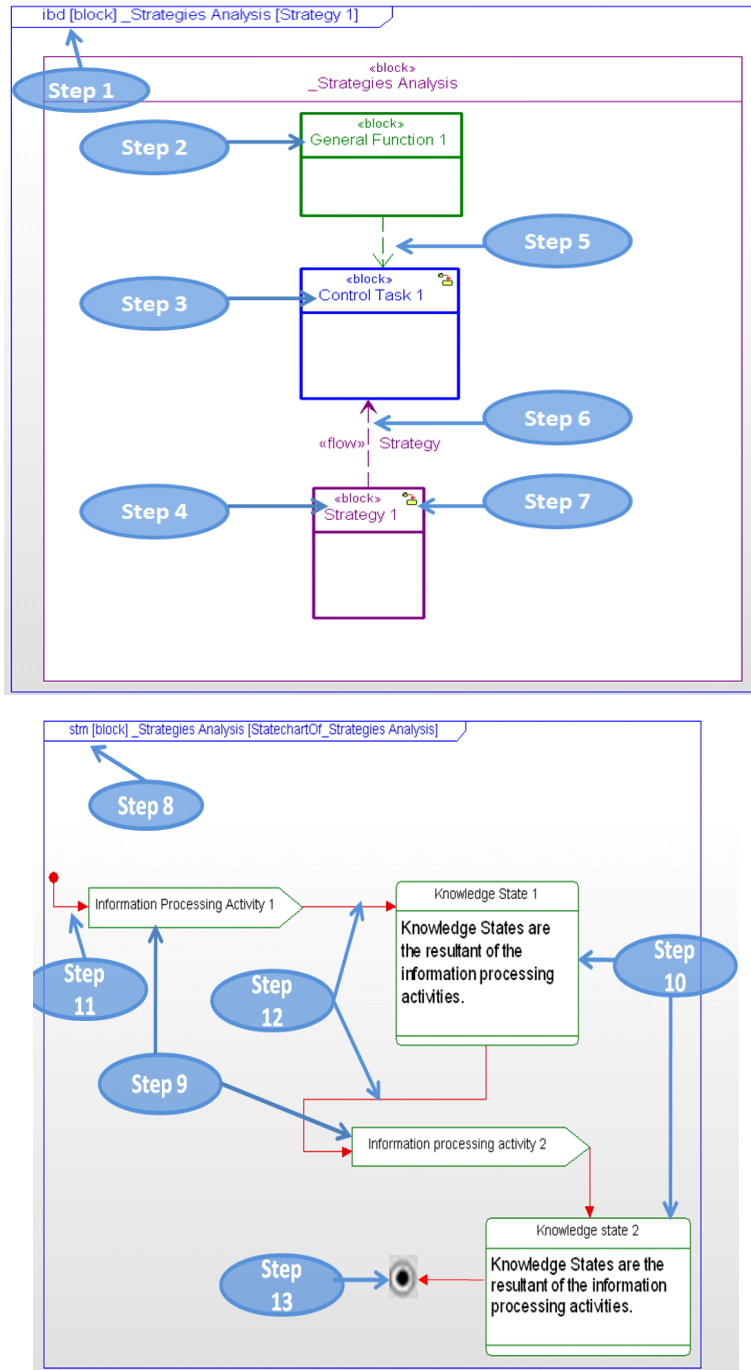 ibd [block] _Strategies Analysis [Strategy 1]
«block»
_Strategies Analysis
Step 1
«block»
General Function 1
Step 2
Step 5
«block»
Control Task 1
Step 3
Step 6
«flow» Strategy
«block»
Strategy 1
Step 4
Step 7
stm [block] _Strategies Analysis [StatechartOf_Strategies Analysis]
Step 8
Information Processing Activity 1
Knowledge State 1
Knowledge States are
the resultant of the
information processing
activities.
Step
11
Step
12
Step
10
Step 9
Information processing activity 2
Knowledge state 2
Knowledge States are the
resultant of the information
processing activities.
Step
13